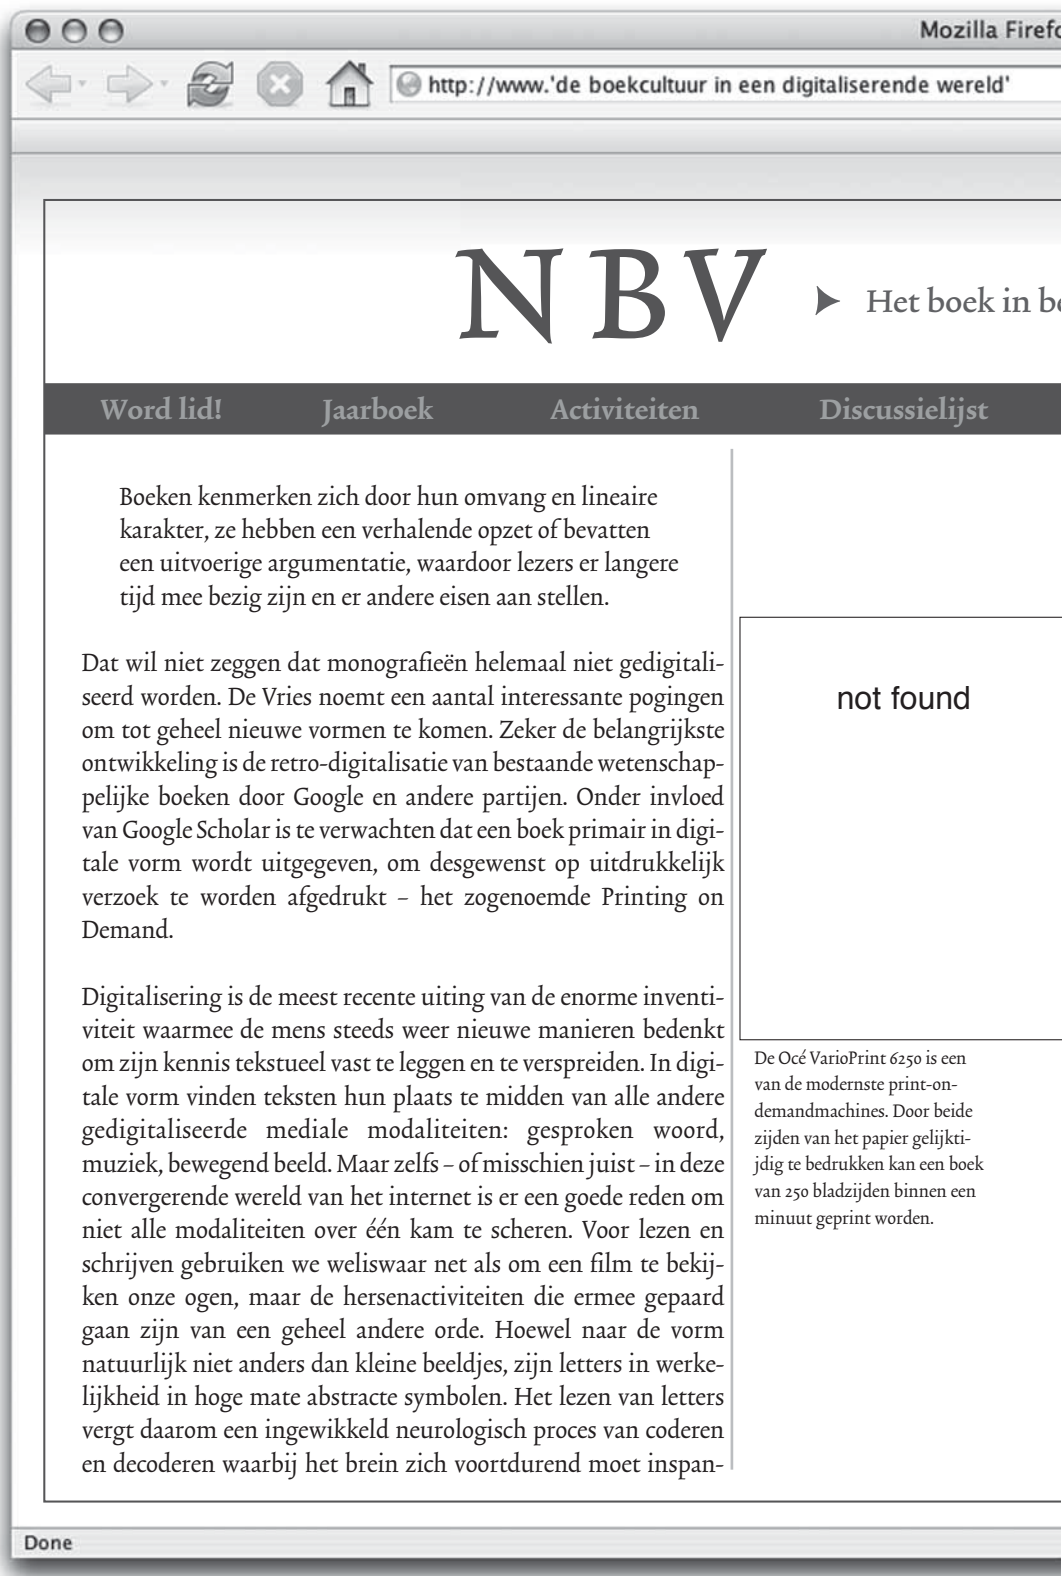 Mozilla Firefo
http://www.'de boekcultuur in een digitaliserende wereld'
NBV
Het boek in be
Word lid! Jaarboek Activiteiten Discussielijst
Boeken kenmerken zich door hun omvang en lineaire
karakter, ze hebben een verhalende opzet of bevatten
een uitvoerige argumentatie, waardoor lezers er langere
tijd mee bezig zijn en er andere eisen aan stellen.
Dat wil niet zeggen dat monografieën helemaal niet gedigitali-
seerd worden. De Vries noemt een aantal interessante pogingen
om tot geheel nieuwe vormen te komen. Zeker de belangrijkste
ontwikkeling is de retro-digitalisatie van bestaande wetenschap-
pelijke boeken door Google en andere partijen. Onder invloed
van Google Scholar is te verwachten dat een boek primair in digi-
tale vorm wordt uitgegeven, om desgewenst op uitdrukkelijk
verzoek te worden afgedrukt – het zogenoemde Printing on
Demand.
Digitalisering is de meest recente uiting van de enorme inventi-
viteit waarmee de mens steeds weer nieuwe manieren bedenkt
om zijn kennis tekstueel vast te leggen en te verspreiden. In digi-
tale vorm vinden teksten hun plaats te midden van alle andere
gedigitaliseerde mediale modaliteiten: gesproken woord,
muziek, bewegend beeld. Maar zelfs – of misschien juist – in deze
convergerende wereld van het internet is er een goede reden om
niet alle modaliteiten over één kam te scheren. Voor lezen en
schrijven gebruiken we weliswaar net als om een film te bekij-
ken onze ogen, maar de hersenactiviteiten die ermee gepaard
gaan zijn van een geheel andere orde. Hoewel naar de vorm
natuurlijk niet anders dan kleine beeldjes, zijn letters in werke-
lijkheid in hoge mate abstracte symbolen. Het lezen van letters
vergt daarom een ingewikkeld neurologisch proces van coderen
en decoderen waarbij het brein zich voortdurend moet inspan-
not found
De Océ VarioPrint 6250 is een
van de modernste print-on-
demandmachines. Door beide
zijden van het papier gelijkti-
jdig te bedrukken kan een boek
van 250 bladzijden binnen een
minuut geprint worden.
Done